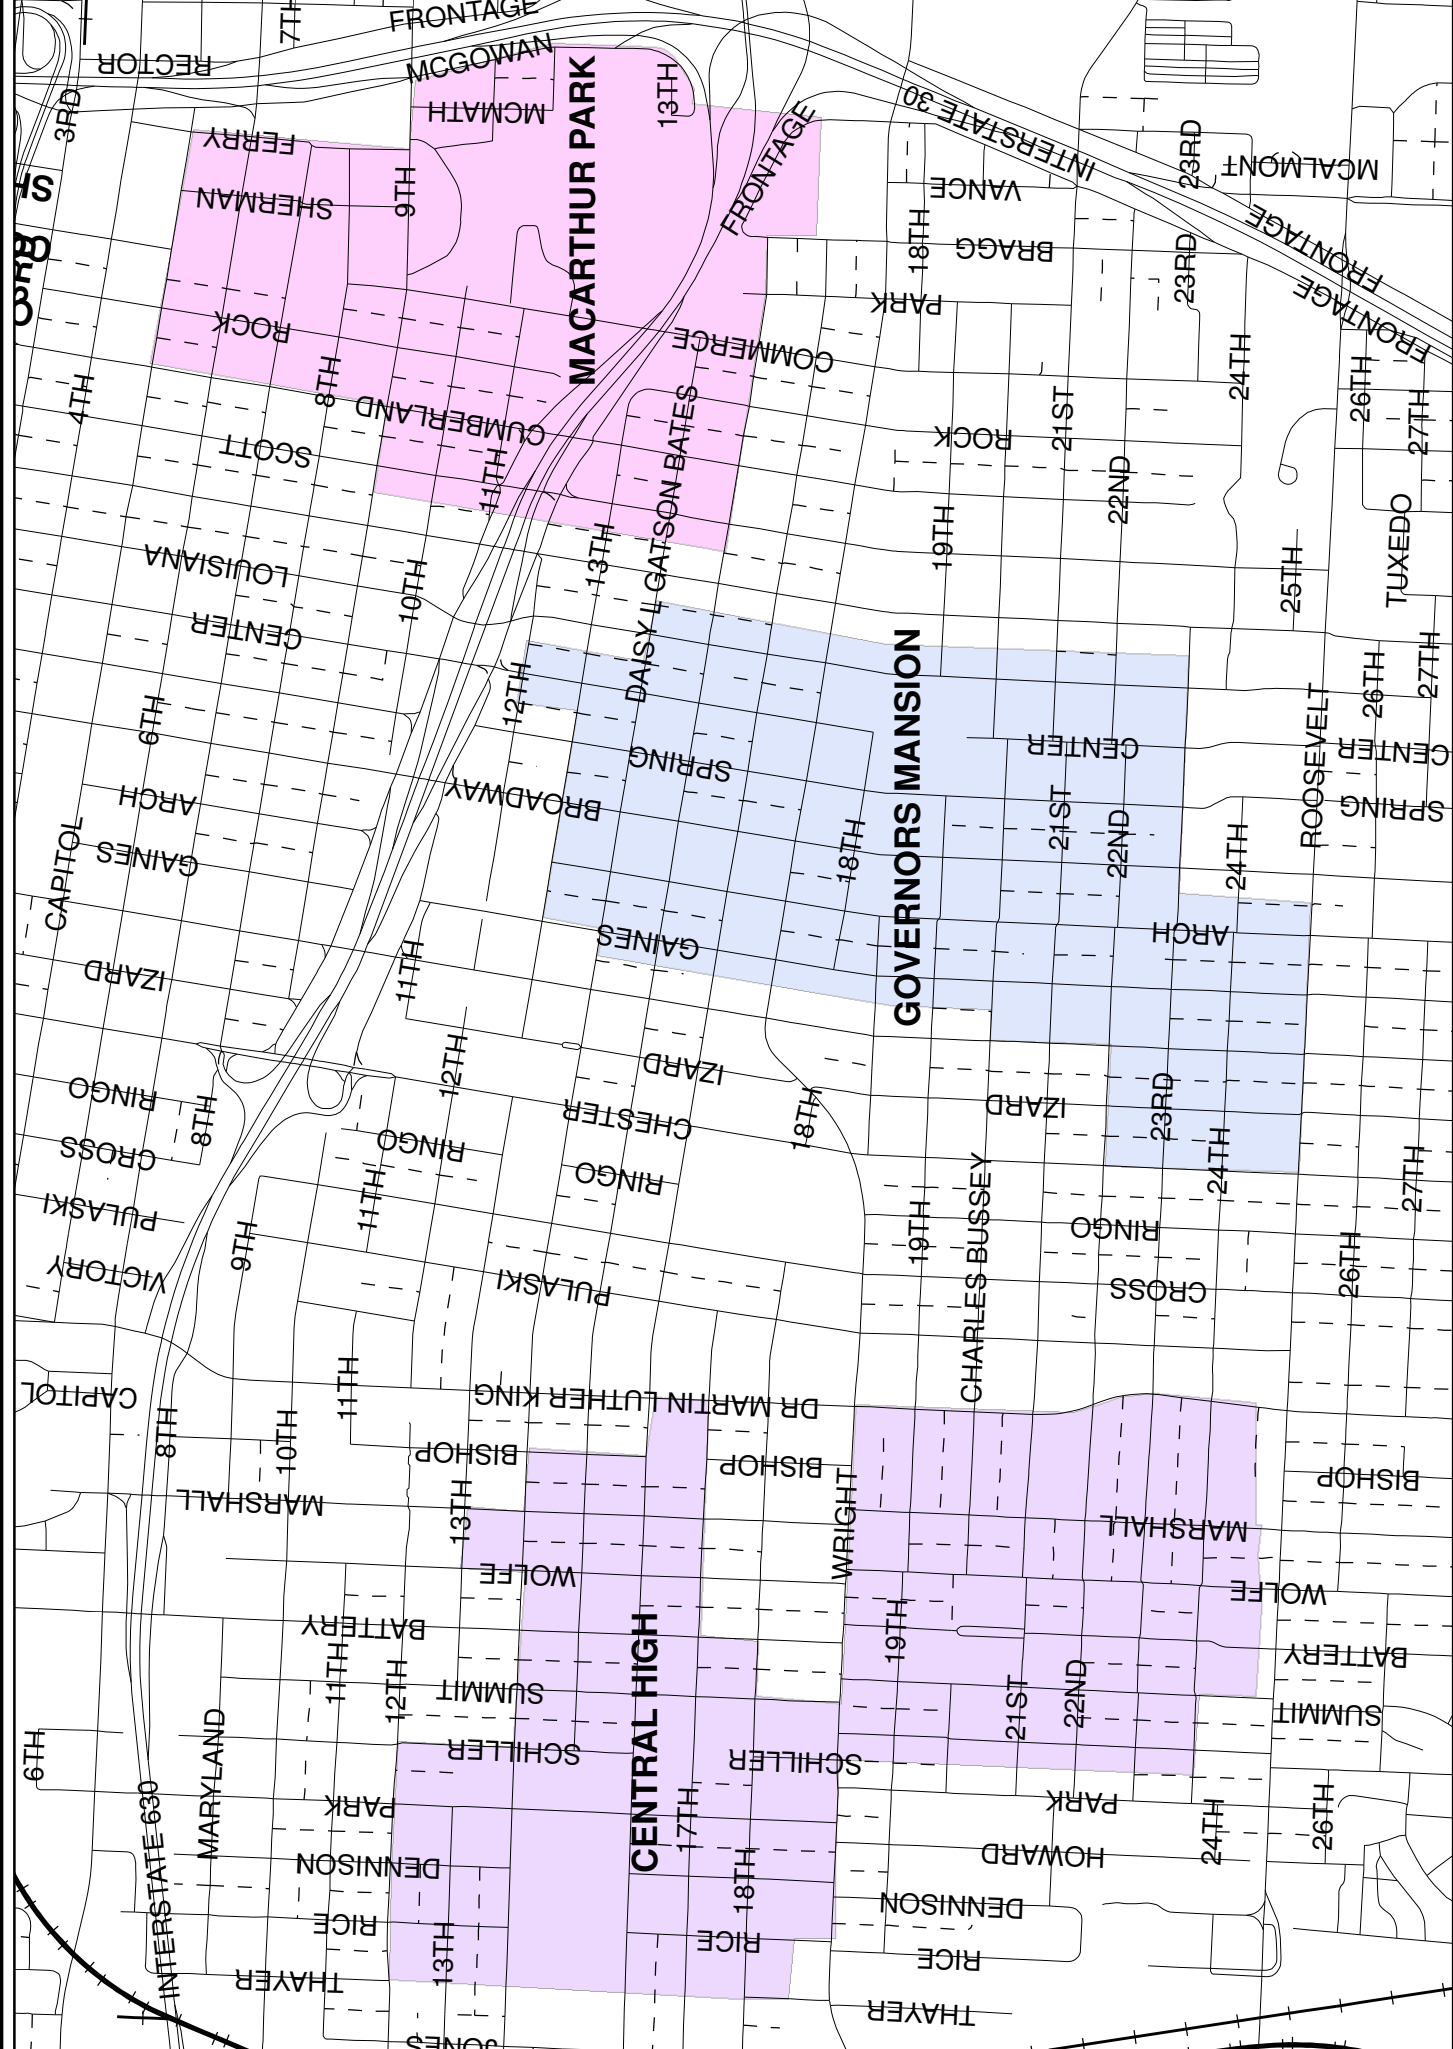 FRONTAGE
7TH
RECTOR
MCGOWAN
3RD
MCMATH
13TH
MACARTHUR PARK
FERRY
SHERMAN
9TH
FRONTAGE
INTERSTATE 30
VANCE
23RD
MCALMONT
18TH
BRAGG
FRONTAGE
23RD
FRONTAGE
PARK
SH
ROCK
COMMERCE
4TH
8TH
24TH
26TH
27TH
21ST
CUMBERLAND
SCOTT
ROCK
11TH
DAISY L GATSON BATES
22ND
TUXEDO
19TH
LOUISIANA
10TH
13TH
25TH
CENTER
GOVERNORS MANSION
12TH
26TH
27TH
6TH
CENTER
ROOSEVELT
CENTER
SPRING
ARCH
BROADWAY
21ST
SPRING
18TH
22ND
24TH
CAPITOL
GAINES
GAINES
ARCH
IZARD
11TH
IZARD
12TH
RINGO
8TH
CHESTER
18TH
IZARD
23RD
RINGO
CROSS
RINGO
24TH
27TH
PULASKI
11TH
CHARLES BUSSEY
19TH
RINGO
VICTORY
9TH
PULASKI
CROSS
26TH
CAPITOL
11TH
DR MARTIN LUTHER KING
8TH
10TH
BISHOP
BISHOP
BISHOP
MARSHALL
13TH
WRIGHT
MARSHALL
WOLFE
WOLFE
BATTERY
CENTRAL HIGH
19TH
BATTERY
11TH
12TH
SUMMIT
21ST
22ND
SUMMIT
6TH
MARYLAND
SCHILLER
SCHILLER
PARK
17TH
PARK
24TH
26TH
INTERSTATE 630
DENNISON
18TH
HOWARD
RICE
13TH
RICE
DENNISON
RICE
THAYER
THAYER
JONES